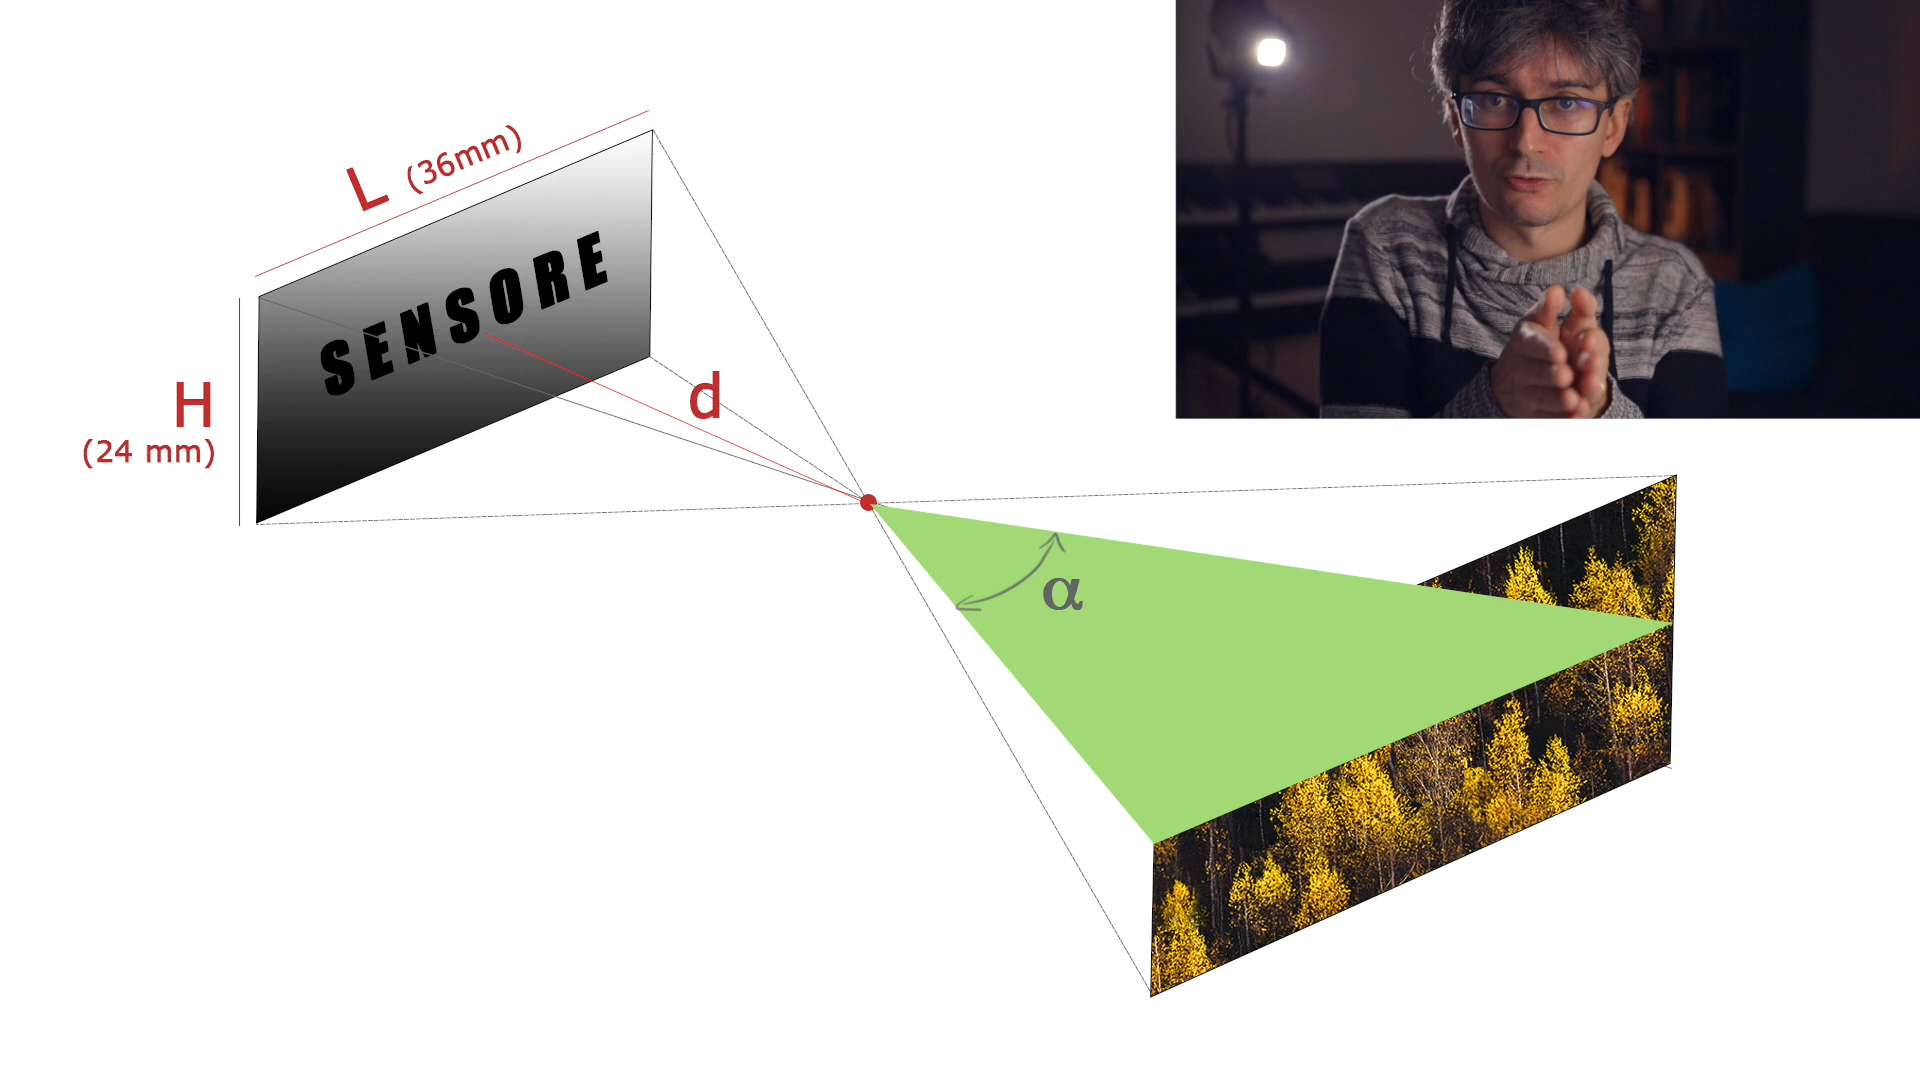 L (36mm)
SENSORE
H
(24 mm)
d
α